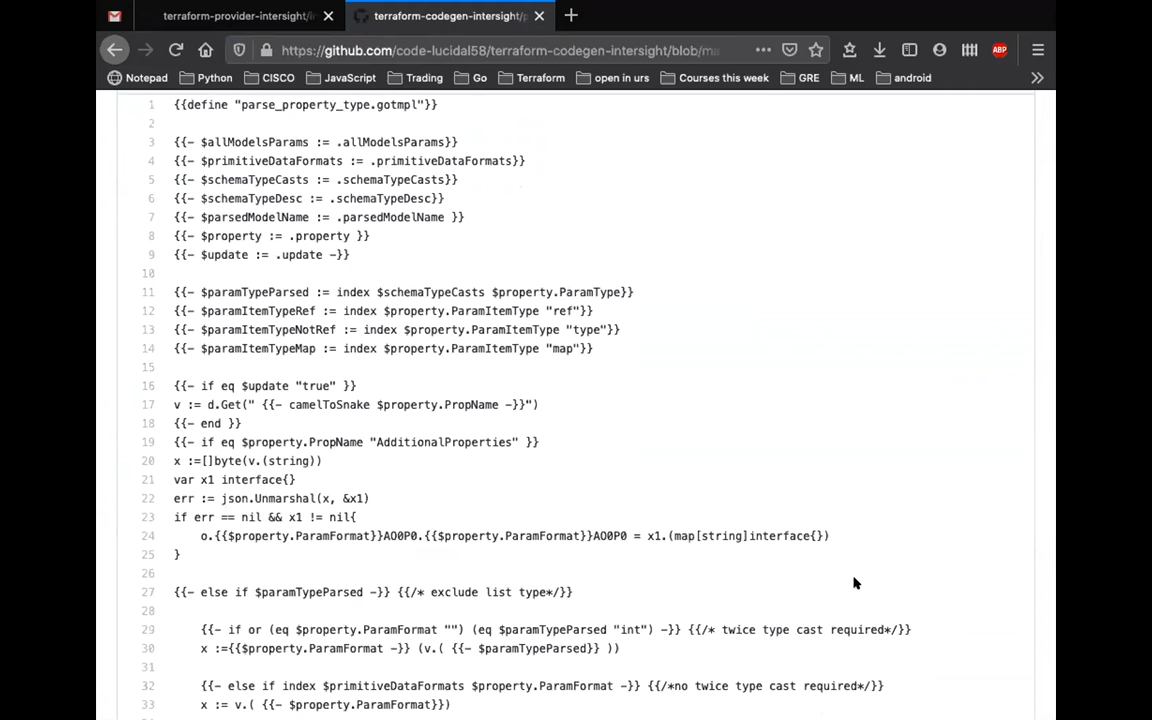 terraform-provider-intersight/i
terraform-codegen-intersight/p
https://github.com/code-lucidal58/terraform-codegen-intersight/blob/ma
ABP
Notepad
Python
CISCO
JavaScript
Trading
Go
Terraform
open in urs
Courses this week
GRE
ML
android
1 {{define "parse_property_type.gotmpl"}}
2
3 {{- $allModelsParams := .allModelsParams}}
4 {{- $primitiveDataFormats := .primitiveDataFormats}}
5 {{- $schemaTypeCasts := .schemaTypeCasts}}
6 {{- $schemaTypeDesc := .schemaTypeDesc}}
7 {{- $parsedModelName := .parsedModelName }}
8 {{- $property := .property }}
9 {{- $update := .update -}}
10
11 {{- $paramTypeParsed := index $schemaTypeCasts $property.ParamType}}
12 {{- $paramItemTypeRef := index $property.ParamItemType "ref"}}
13 {{- $paramItemTypeNotRef := index $property.ParamItemType "type"}}
14 {{- $paramItemTypeMap := index $property.ParamItemType "map"}}
15
16 {{- if eq $update "true" }}
17 v := d.Get(" {{- camelToSnake $property.PropName -}}")
18 {{- end }}
19 {{- if eq $property.PropName "AdditionalProperties" }}
20 x :=[]byte(v.(string))
21 var x1 interface{}
22 err := json.Unmarshal(x, &x1)
23 if err == nil && x1 != nil{
24 o.{{$property.ParamFormat}}AO0P0.{{$property.ParamFormat}}AO0P0 = x1.(map[string]interface{})
25 }
26
27 {{- else if $paramTypeParsed -}} {{/* exclude list type*/}}
28
29 {{- if or (eq $property.ParamFormat "") (eq $paramTypeParsed "int") -}} {{/* twice type cast required*/}}
30 x :={{$property.ParamFormat -}} (v.( {{- $paramTypeParsed}} ))
31
32 {{- else if index $primitiveDataFormats $property.ParamFormat -}} {{/*no twice type cast required*/}}
33 x := v.( {{- $property.ParamFormat}})